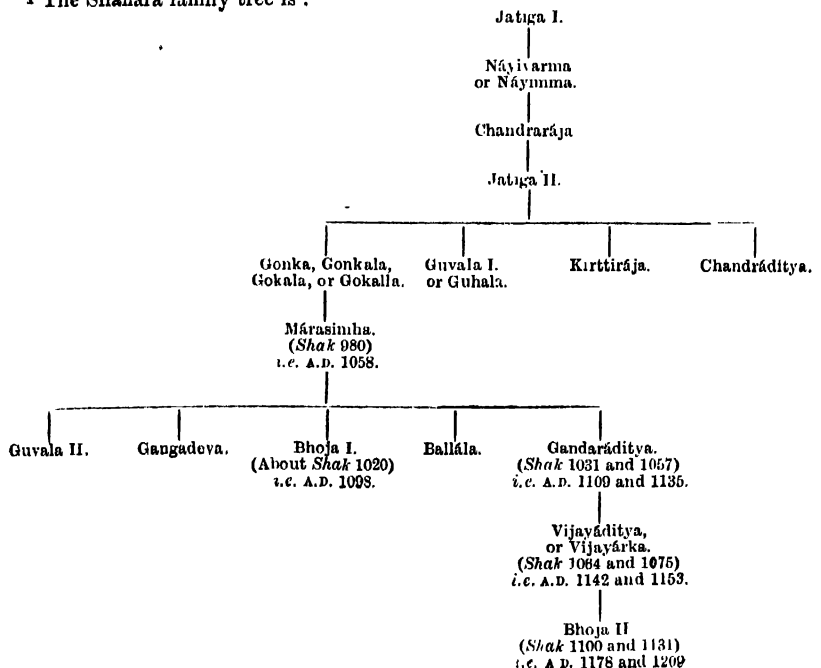 1 The Silahára family tree is :
Jatiga I.
Náyivarma
or Náyimma.
Chandrarája
Jatiga II.
Gonka, Gonkala,
Gokala, or Gokalla.
Guvala I.
or Guhala.
Kirttirája.
Chandráditya.
Márasimha.
(Shak 980)
i.e. A.D. 1058.
Guvala II.
Gangadeva.
Bhoja I.
(About Shak 1020)
i.e. A.D. 1098.
Ballála.
Gandaráditya.
(Shak 1031 and 1057)
i.e. A.D. 1109 and 1135.
Vijayáditya,
or Vijayárka.
(Shak 1064 and 1075)
i.e. A.D. 1142 and 1153.
Bhoja II
(Shak 1100 and 1131)
i.e. A D. 1178 and 1209